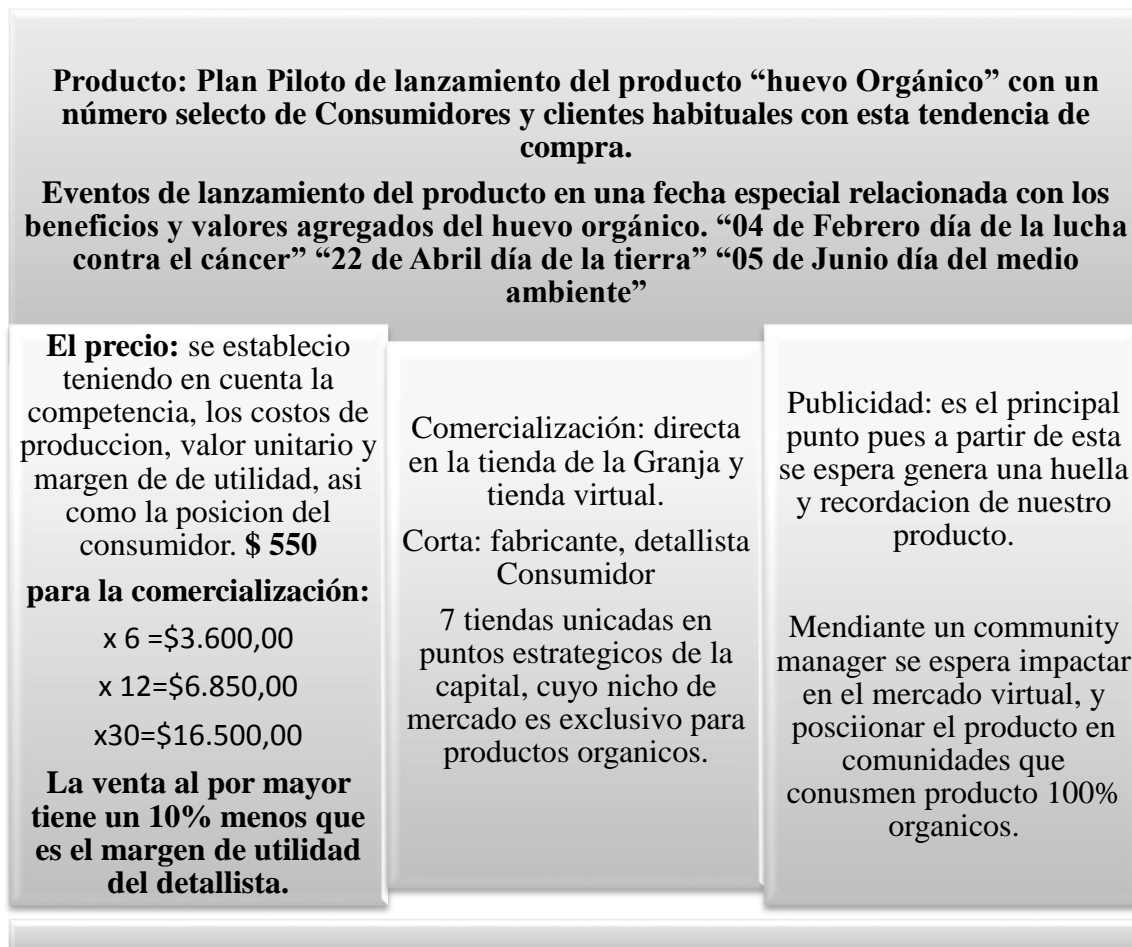 Producto: Plan Piloto de lanzamiento del producto “huevo Orgánico” con un
número selecto de Consumidores y clientes habituales con esta tendencia de
compra.
Eventos de lanzamiento del producto en una fecha especial relacionada con los
beneficios y valores agregados del huevo orgánico. “04 de Febrero día de la lucha
contra el cáncer” “22 de Abril día de la tierra” “05 de Junio día del medio
ambiente”
El precio: se establecio
teniendo en cuenta la
competencia, los costos de
produccion, valor unitario y
margen de de utilidad, asi
como la posicion del
consumidor. $ 550
para la comercialización:
x 6 =$3.600,00
x 12=$6.850,00
x30=$16.500,00
La venta al por mayor
tiene un 10% menos que
es el margen de utilidad
del detallista.
Comercialización: directa
en la tienda de la Granja y
tienda virtual.
Corta: fabricante, detallista
Consumidor
7 tiendas unicadas en
puntos estrategicos de la
capital, cuyo nicho de
mercado es exclusivo para
productos organicos.
Publicidad: es el principal
punto pues a partir de esta
se espera genera una huella
y recordacion de nuestro
producto.
Mendiante un community
manager se espera impactar
en el mercado virtual, y
posciionar el producto en
comunidades que
conusmen producto 100%
organicos.